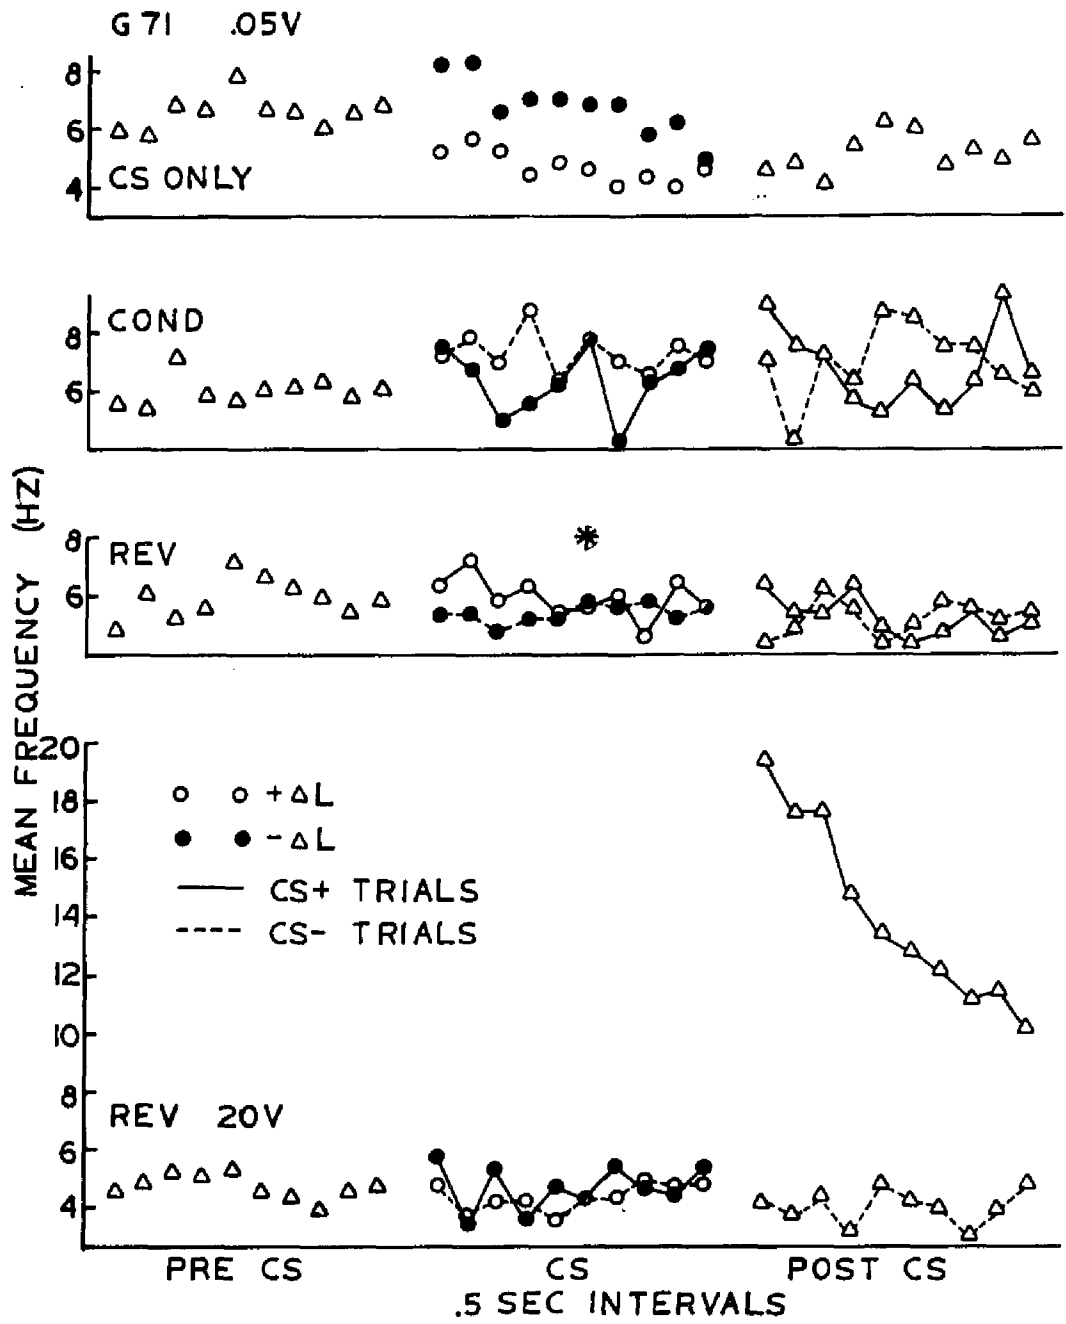 G 71 .05V
8
6
4
CS ONLY
COND
8
6
REV
8
6
*
MEAN FREQUENCY (HZ)
20
18
16
14
12
10
8
6
4
+ΔL
-ΔL
CS+ TRIALS
CS- TRIALS
REV 20V
PRE CS CS POST CS
.5 SEC INTERVALS